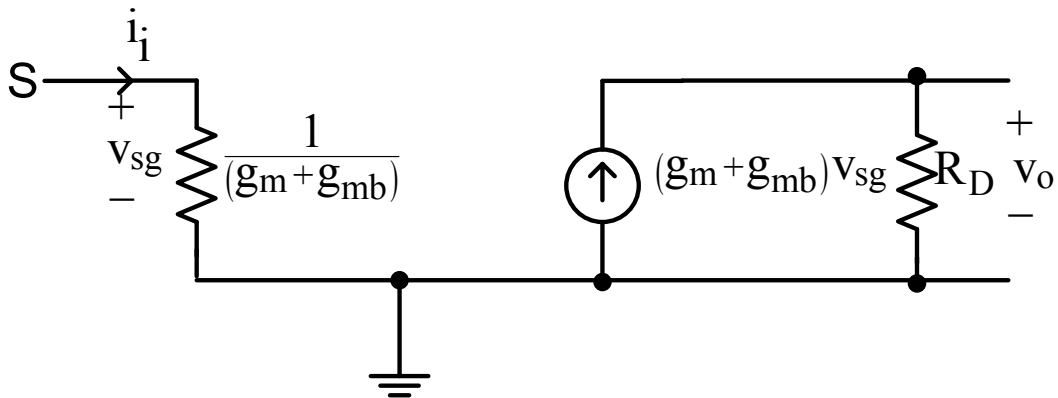 i_i
S
+
v_sg
−
1
(g_m+g_mb)
(g_m+g_mb)v_sg
R_D
+
v_o
−